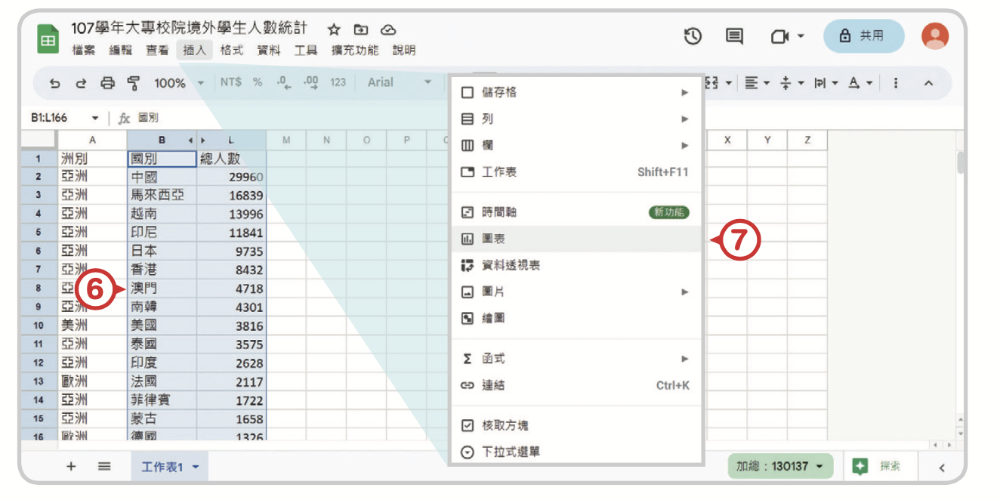 107學年大專校院境外學生人數統計
檔案 編輯 查看 插入 格式 資料 工具 擴充功能 說明
共用
100% NT$ % .0 .00 123 Arial
B1:L166 fx 國別
A B L M N O P X Y Z
1 洲別 國別 總人數
2 亞洲 中國 29960
3 亞洲 馬來西亞 16839
4 亞洲 越南 13996
5 亞洲 印尼 11841
6 亞洲 日本 9735
7 亞洲 香港 8432
8 亞 澳門 4718
9 亞洲 南韓 4301
10 美洲 美國 3816
11 亞洲 泰國 3575
12 亞洲 印度 2628
13 歐洲 法國 2117
14 亞洲 菲律賓 1722
15 亞洲 蒙古 1658
16 歐洲 德國 1326
6
儲存格
列
欄
工作表 Shift+F11
時間軸 新功能
圖表
7
資料透視表
圖片
繪圖
Σ 函式
連結 Ctrl+K
核取方塊
下拉式選單
工作表1
加總：130137
探索